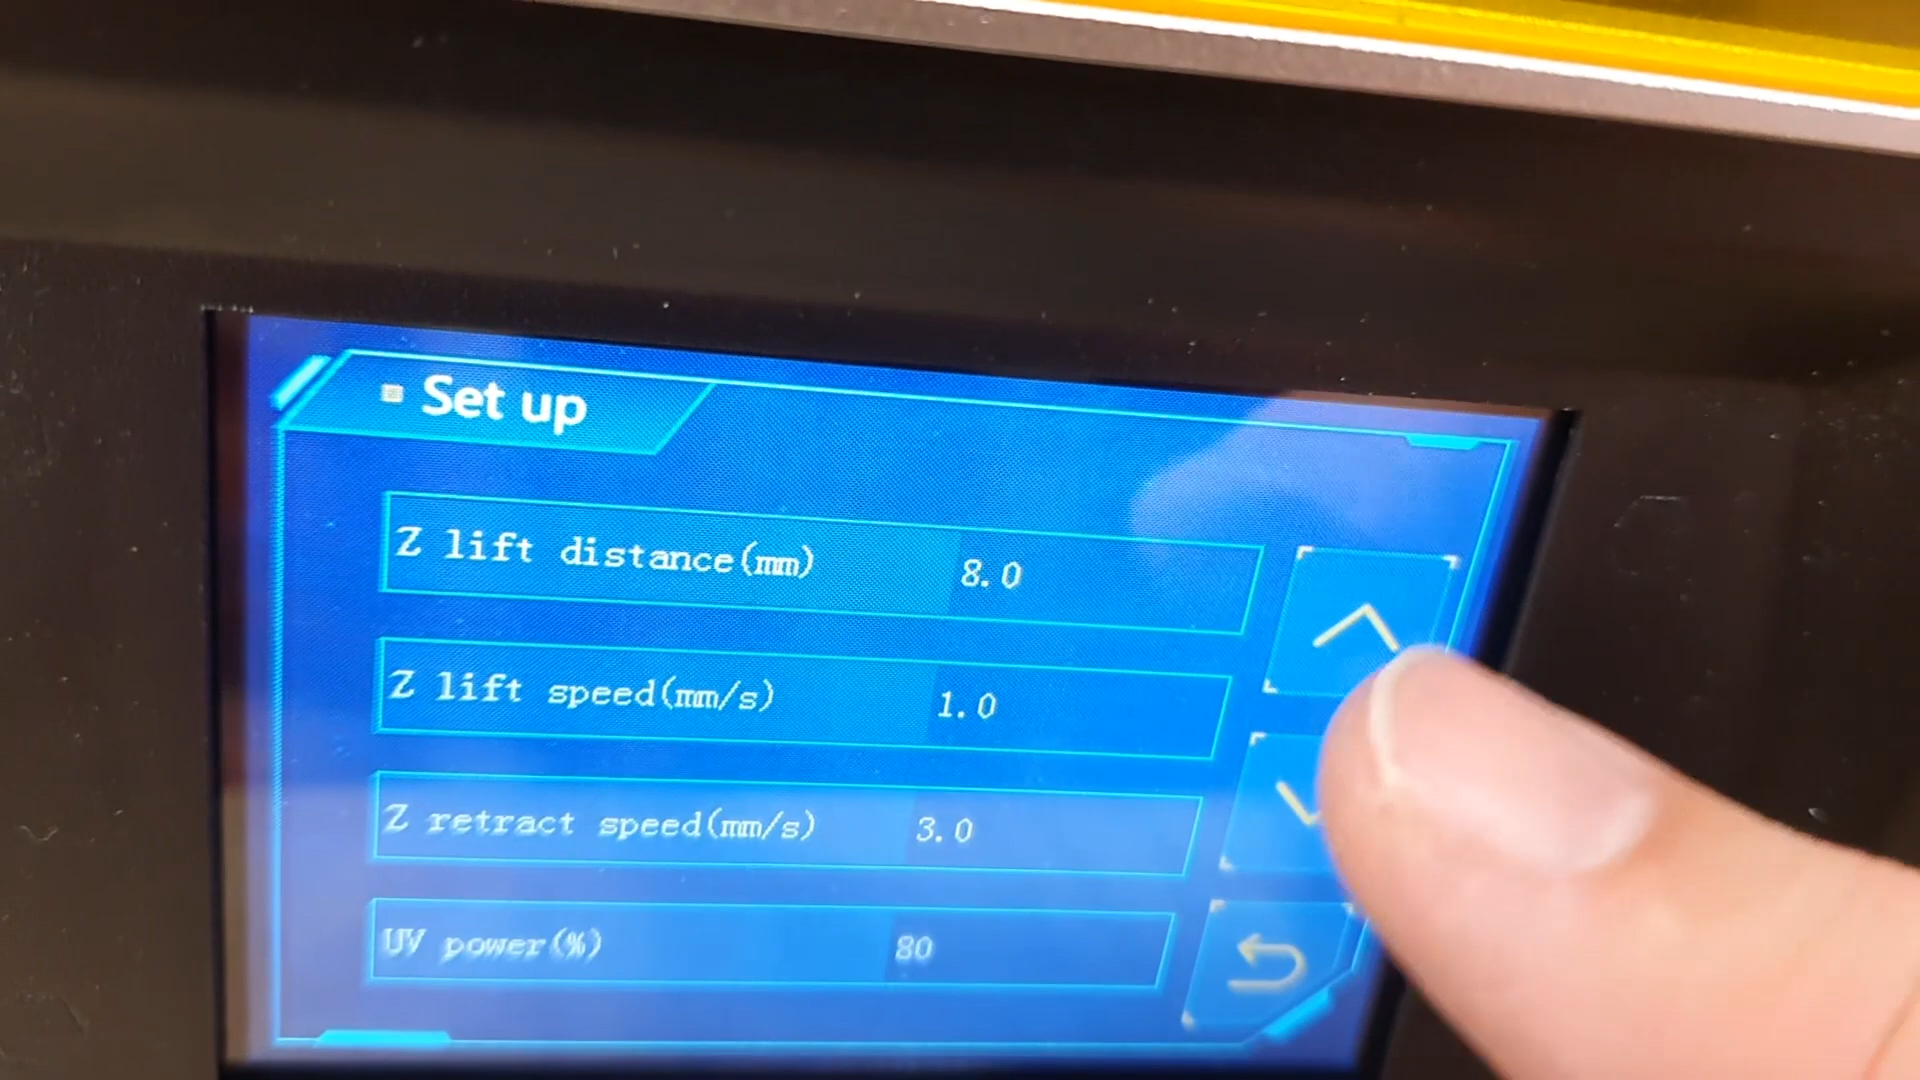 Set up
Z lift distance(mm) 8.0
Z lift speed(mm/s) 1.0
Z retract speed(mm/s) 3.0
UV power(%) 80